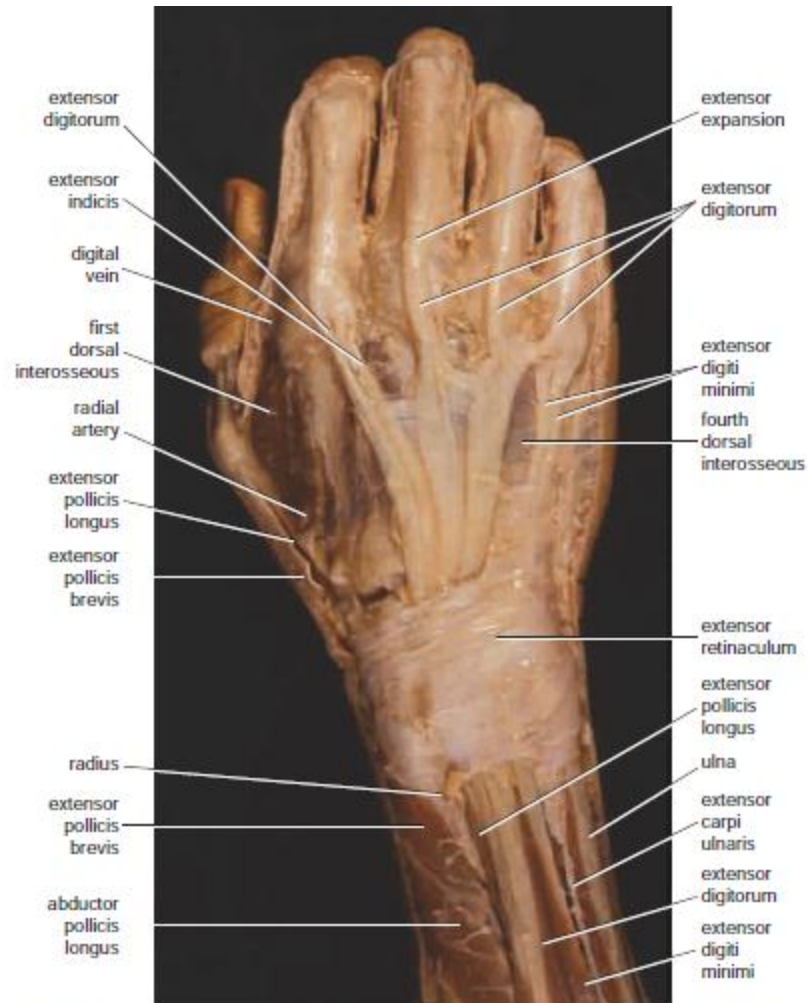 extensor
digitorum
extensor
indicis
digital
vein
first
dorsal
interosseous
radial
artery
extensor
pollicis
longus
extensor
pollicis
brevis
radius
extensor
pollicis
brevis
abductor
pollicis
longus
extensor
expansion
extensor
digitorum
extensor
digiti
minimi
fourth
dorsal
interosseous
extensor
retinaculum
extensor
pollicis
longus
ulna
extensor
carpi
ulnaris
extensor
digitorum
extensor
digiti
minimi